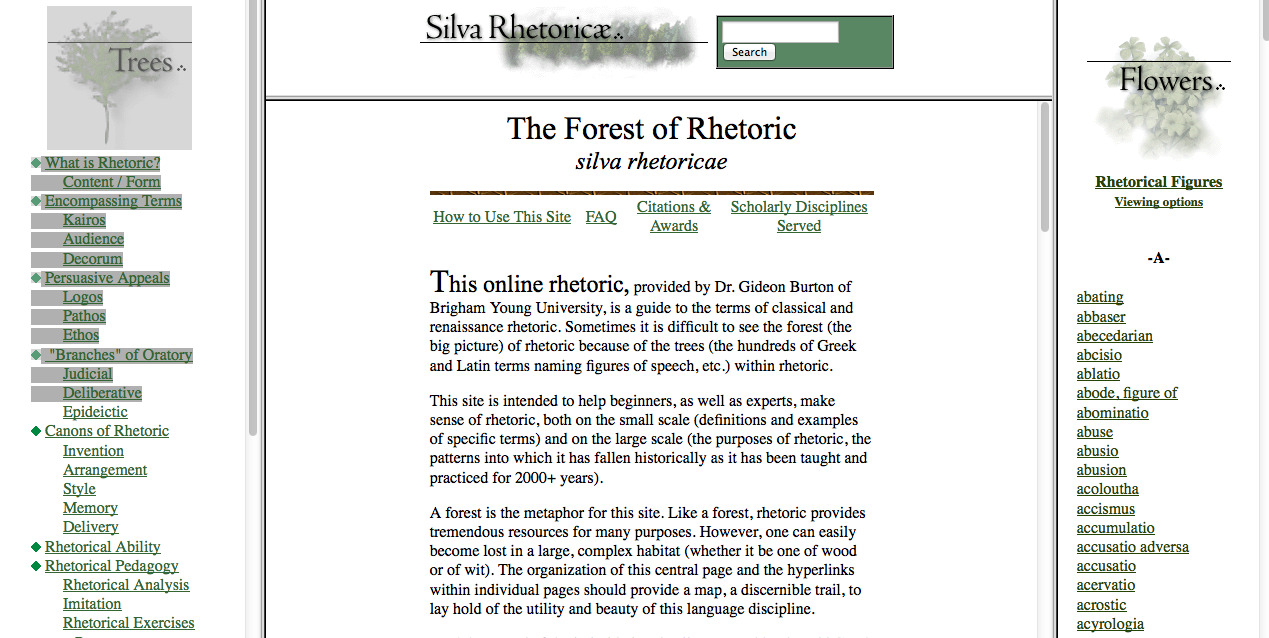 Trees
What is Rhetoric?
Content / Form
Encompassing Terms
Kairos
Audience
Decorum
Persuasive Appeals
Logos
Pathos
Ethos
"Branches" of Oratory
Judicial
Deliberative
Epideictic
Canons of Rhetoric
Invention
Arrangement
Style
Memory
Delivery
Rhetorical Ability
Rhetorical Pedagogy
Rhetorical Analysis
Imitation
Rhetorical Exercises
Silva Rhetoricæ
Search
The Forest of Rhetoric
silva rhetoricae
How to Use This Site
FAQ
Citations &
Awards
Scholarly Disciplines
Served
This online rhetoric, provided by Dr. Gideon Burton of
Brigham Young University, is a guide to the terms of classical and
renaissance rhetoric. Sometimes it is difficult to see the forest (the
big picture) of rhetoric because of the trees (the hundreds of Greek
and Latin terms naming figures of speech, etc.) within rhetoric.
This site is intended to help beginners, as well as experts, make
sense of rhetoric, both on the small scale (definitions and examples
of specific terms) and on the large scale (the purposes of rhetoric, the
patterns into which it has fallen historically as it has been taught and
practiced for 2000+ years).
A forest is the metaphor for this site. Like a forest, rhetoric provides
tremendous resources for many purposes. However, one can easily
become lost in a large, complex habitat (whether it be one of wood
or of wit). The organization of this central page and the hyperlinks
within individual pages should provide a map, a discernible trail, to
lay hold of the utility and beauty of this language discipline.
Flowers
Rhetorical Figures
Viewing options
-A-
abating
abbaser
abecedarian
abcisio
ablatio
abode, figure of
abominatio
abuse
abusio
abusion
acoloutha
accismus
accumulatio
accusatio adversa
accusatio
acervatio
acrostic
acyrologia